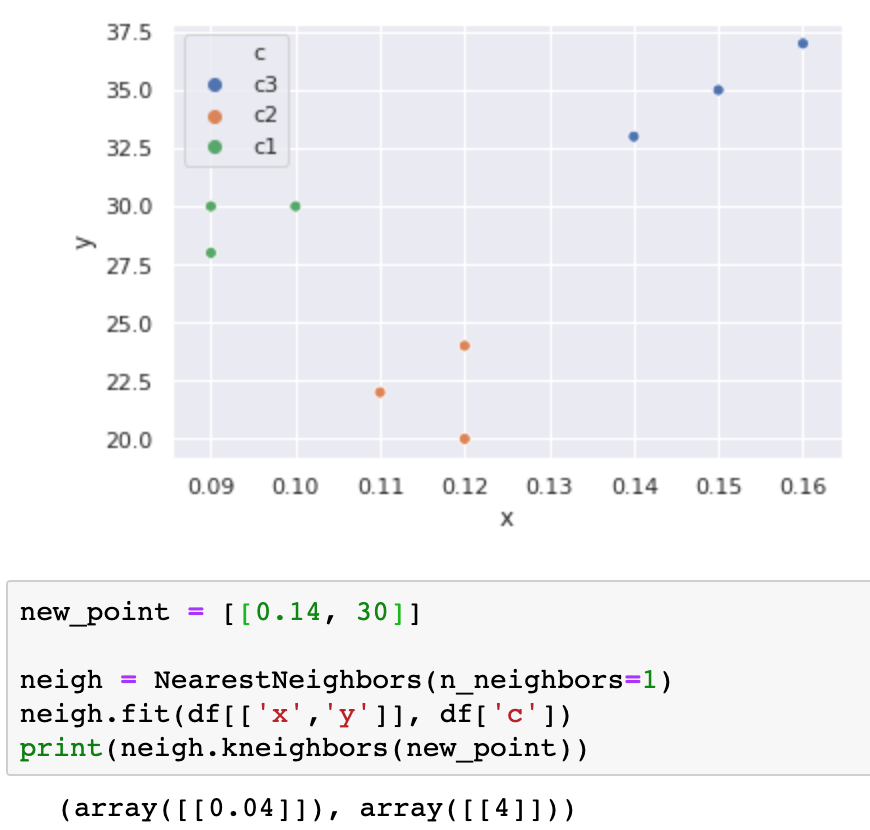 37.5
35.0
32.5
30.0
27.5
25.0
22.5
20.0
y
c
c3
c2
c1
0.09 0.10 0.11 0.12 0.13 0.14 0.15 0.16
x
new_point = [[0.14, 30]]
neigh = NearestNeighbors(n_neighbors=1)
neigh.fit(df[['x','y']], df['c'])
print(neigh.kneighbors(new_point))
(array([[0.04]]), array([[4]]))